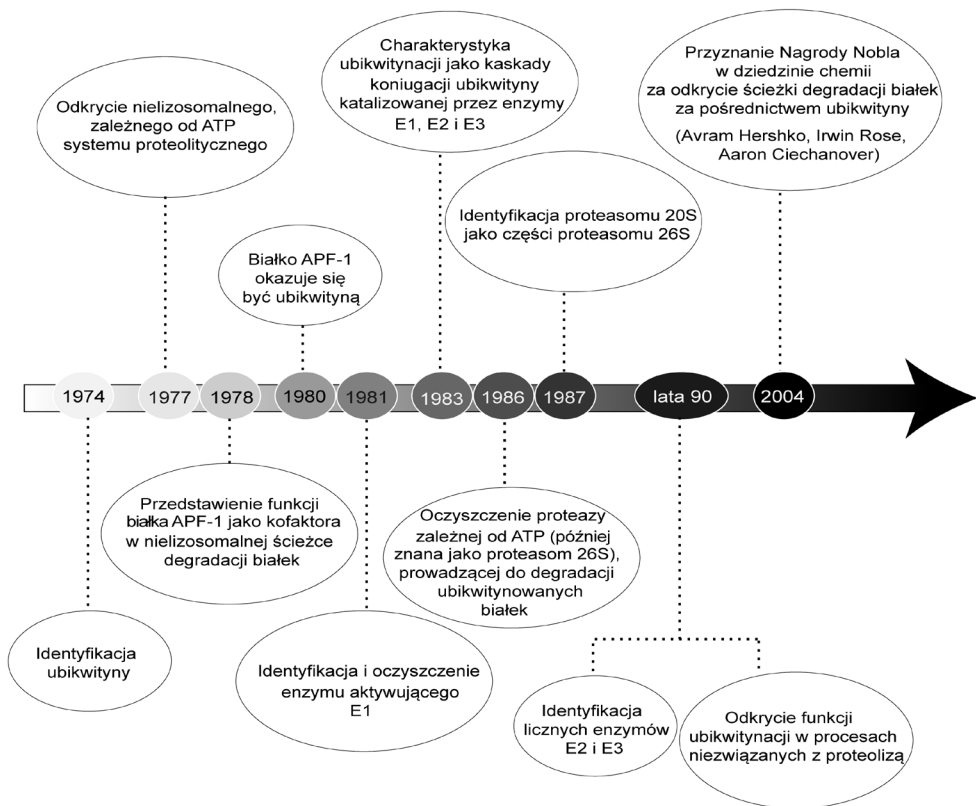 Charakterystyka
ubikwitynacji jako kaskady
koniugacji ubikwityny
katalizowanej przez enzymy
E1, E2 i E3
Przyznanie Nagrody Nobla
w dziedzinie chemii
za odkrycie ścieżki degradacji białek
za pośrednictwem ubikwityny
(Avram Hershko, Irwin Rose,
Aaron Ciechanover)
Odkrycie nielizosomalnego,
zależnego od ATP
systemu proteolitycznego
Identyfikacja proteasomu 20S
jako części proteasomu 26S
Białko APF-1
okazuje się
być ubikwityną
1974
1977
1978
1980
1981
1983
1986
1987
lata 90
2004
Przedstawienie funkcji
białka APF-1 jako kofaktora
w nielizosomalnej ścieżce
degradacji białek
Oczyszczenie proteazy
zależnej od ATP (później
znana jako proteasom 26S),
prowadzącej do degradacji
ubikwitynowanych
białek
Identyfikacja
ubikwityny
Identyfikacja i oczyszczenie
enzymu aktywującego
E1
Identyfikacja
licznych enzymów
E2 i E3
Odkrycie funkcji
ubikwitynacji w procesach
niezwiązanych z proteolizą